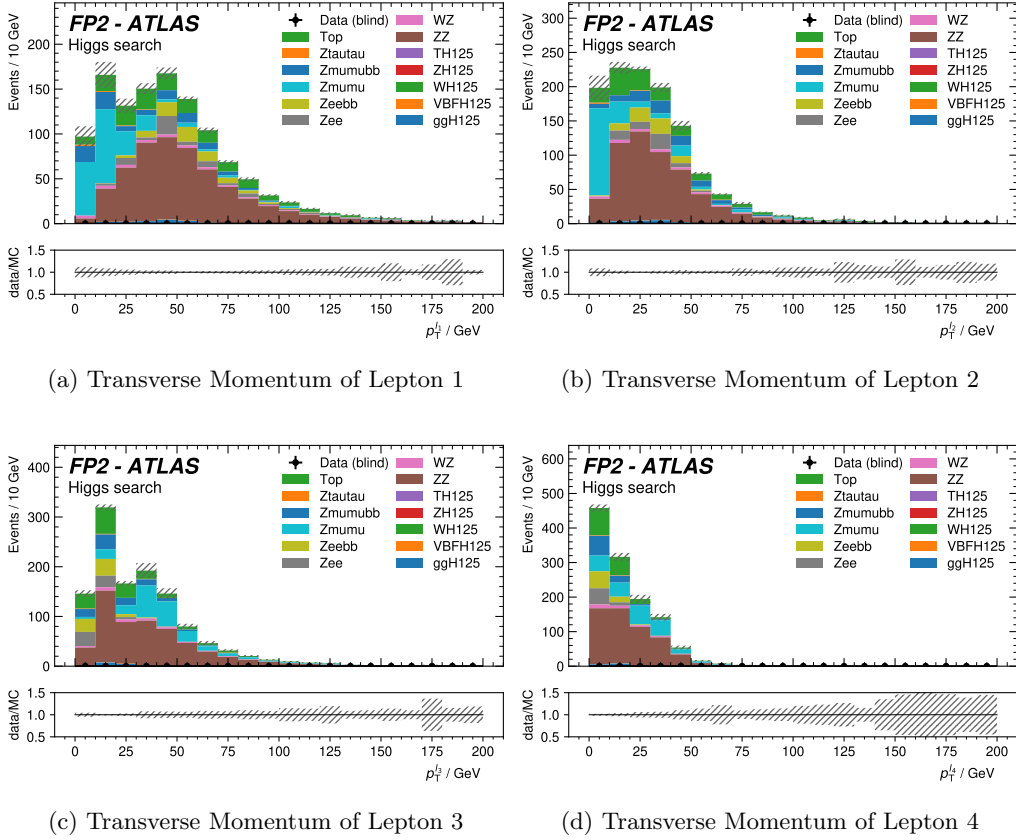 FP2 - ATLAS
Higgs search
Data (blind)
Top
Ztautau
Zmumubb
Zmumu
Zeebb
Zee
WZ
ZZ
TH125
ZH125
WH125
VBFH125
ggH125
Events / 10 GeV
200
150
100
50
0
data/MC
1.5
1.0
0.5
0 25 50 75 100 125 150 175 200
p_T^{l_1} / GeV
(a) Transverse Momentum of Lepton 1
FP2 - ATLAS
Higgs search
Data (blind)
Top
Ztautau
Zmumubb
Zmumu
Zeebb
Zee
WZ
ZZ
TH125
ZH125
WH125
VBFH125
ggH125
Events / 10 GeV
300
250
200
150
100
50
0
data/MC
1.5
1.0
0.5
0 25 50 75 100 125 150 175 200
p_T^{l_2} / GeV
(b) Transverse Momentum of Lepton 2
FP2 - ATLAS
Higgs search
Data (blind)
Top
Ztautau
Zmumubb
Zmumu
Zeebb
Zee
WZ
ZZ
TH125
ZH125
WH125
VBFH125
ggH125
Events / 10 GeV
400
300
200
100
0
data/MC
1.5
1.0
0.5
0 25 50 75 100 125 150 175 200
p_T^{l_3} / GeV
(c) Transverse Momentum of Lepton 3
FP2 - ATLAS
Higgs search
Data (blind)
Top
Ztautau
Zmumubb
Zmumu
Zeebb
Zee
WZ
ZZ
TH125
ZH125
WH125
VBFH125
ggH125
Events / 10 GeV
600
500
400
300
200
100
0
data/MC
1.5
1.0
0.5
0 25 50 75 100 125 150 175 200
p_T^{l_4} / GeV
(d) Transverse Momentum of Lepton 4